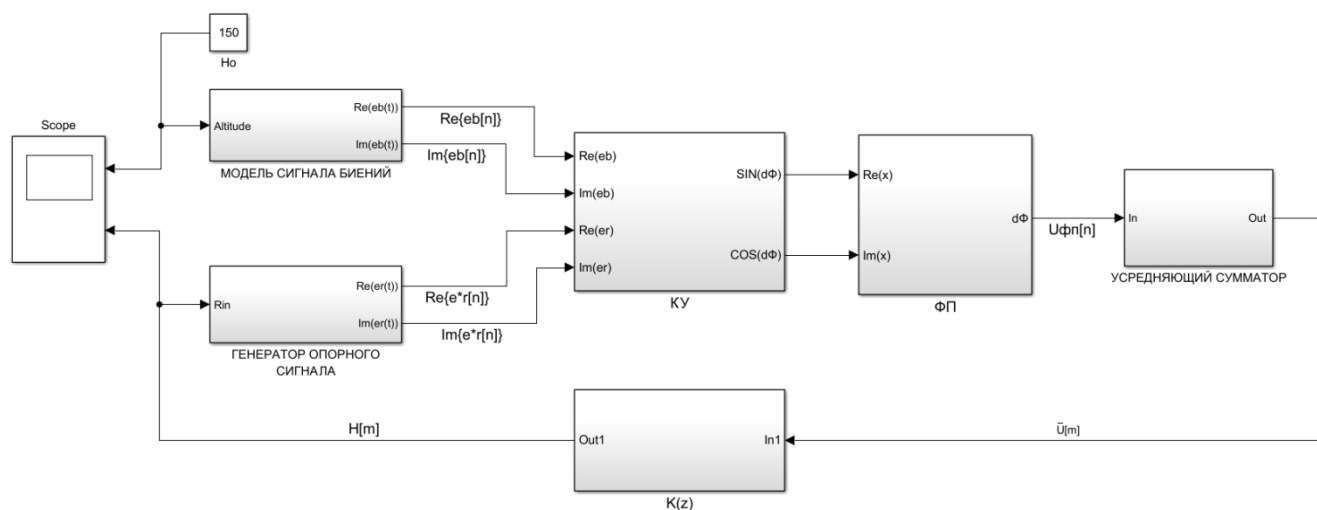 150
Ho
Scope
Altitude
Re(eb(t))
Im(eb(t))
МОДЕЛЬ СИГНАЛА БИЕНИЙ
Re{eb[n]}
Im{eb[n]}
Rin
Re(er(t))
Im(er(t))
ГЕНЕРАТОР ОПОРНОГО
СИГНАЛА
Re{e*r[n]}
Im{e*r[n]}
Re(eb)
Im(eb)
Re(er)
Im(er)
SIN(dФ)
COS(dФ)
КУ
Re(x)
Im(x)
dФ
ФП
Uфп[n]
In
Out
УСРЕДНЯЮЩИЙ СУММАТОР
H[m]
Out1
In1
K(z)
Ū[m]